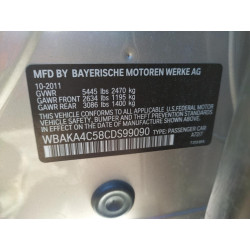 MFD BY BAYERISCHE MOTOREN WERKE AG
10-2011
GVWR 5445 lbs 2470 kg
GAWR FRONT 2634 lbs 1195 kg
GAWR REAR 3086 lbs 1400 kg
THIS VEHICLE CONFORMS TO ALL APPLICABLE
U.S. FEDERAL MOTOR
VEHICLE SAFETY, BUMPER AND THEFT PREVENTION STANDARDS
IN EFFECT ON THE DATE OF MANUFACTURE SHOWN ABOVE.
WBAKA4C58CDS99090
TYPE: PASSENGER CAR